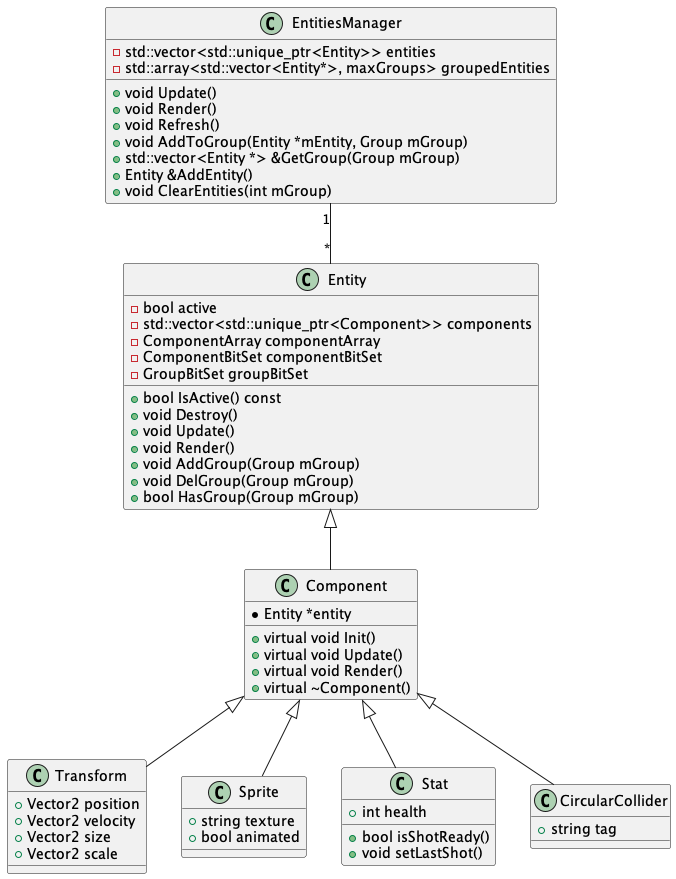 C EntitiesManager
std::vector<std::unique_ptr<Entity>> entities
std::array<std::vector<Entity*>, maxGroups> groupedEntities
void Update()
void Render()
void Refresh()
void AddToGroup(Entity *mEntity, Group mGroup)
std::vector<Entity *> &GetGroup(Group mGroup)
Entity &AddEntity()
void ClearEntities(int mGroup)
1
*
C Entity
bool active
std::vector<std::unique_ptr<Component>> components
ComponentArray componentArray
ComponentBitSet componentBitSet
GroupBitSet groupBitSet
bool IsActive() const
void Destroy()
void Update()
void Render()
void AddGroup(Group mGroup)
void DelGroup(Group mGroup)
bool HasGroup(Group mGroup)
C Component
Entity *entity
virtual void Init()
virtual void Update()
virtual void Render()
virtual ~Component()
C Transform
Vector2 position
Vector2 velocity
Vector2 size
Vector2 scale
C Sprite
string texture
bool animated
C Stat
int health
bool isShotReady()
void setLastShot()
C CircularCollider
string tag